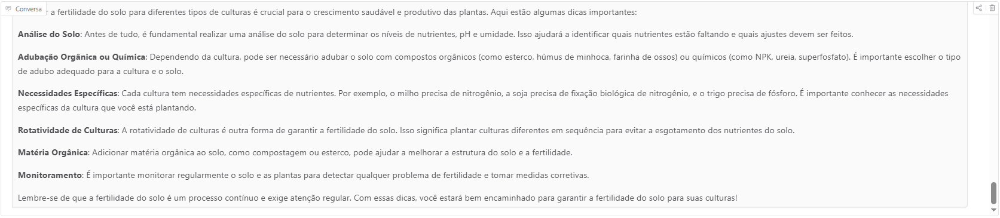 Conversa
r a fertilidade do solo para diferentes tipos de culturas é crucial para o crescimento saudável e produtivo das plantas. Aqui estão algumas dicas importantes:
Análise do Solo: Antes de tudo, é fundamental realizar uma análise do solo para determinar os níveis de nutrientes, pH e umidade. Isso ajudará a identificar quais nutrientes estão faltando e quais ajustes devem ser feitos.
Adubação Orgânica ou Química: Dependendo da cultura, pode ser necessário adubar o solo com compostos orgânicos (como esterco, húmus de minhoca, farinha de ossos) ou químicos (como NPK, ureia, superfosfato). É importante escolher o tipo
de adubo adequado para a cultura e o solo.
Necessidades Específicas: Cada cultura tem necessidades específicas de nutrientes. Por exemplo, o milho precisa de nitrogênio, a soja precisa de fixação biológica de nitrogênio, e o trigo precisa de fósforo. É importante conhecer as necessidades
específicas da cultura que você está plantando.
Rotatividade de Culturas: A rotatividade de culturas é outra forma de garantir a fertilidade do solo. Isso significa plantar culturas diferentes em sequência para evitar a esgotamento dos nutrientes do solo.
Matéria Orgânica: Adicionar matéria orgânica ao solo, como compostagem ou esterco, pode ajudar a melhorar a estrutura do solo e a fertilidade.
Monitoramento: É importante monitorar regularmente o solo e as plantas para detectar qualquer problema de fertilidade e tomar medidas corretivas.
Lembre-se de que a fertilidade do solo é um processo contínuo e exige atenção regular. Com essas dicas, você estará bem encaminhado para garantir a fertilidade do solo para suas culturas!